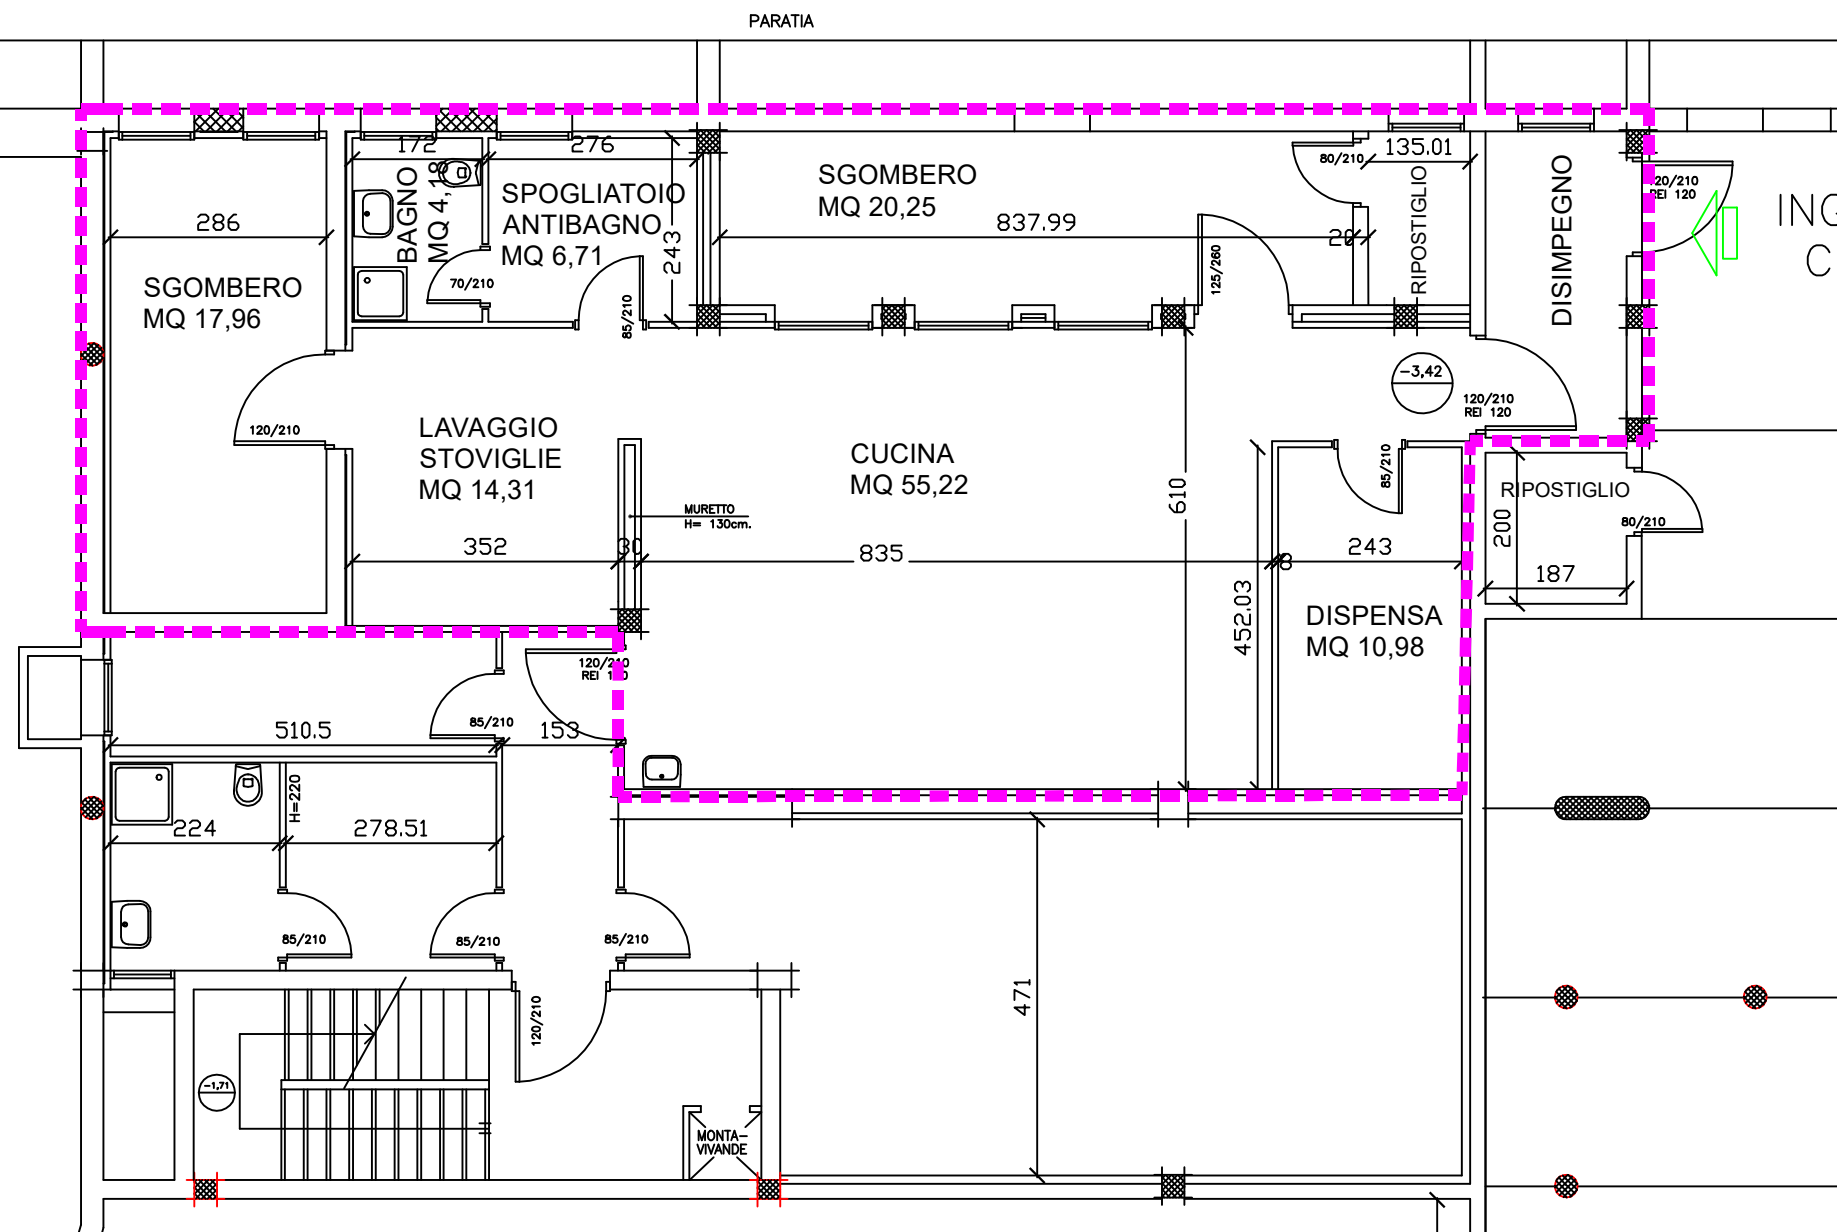 PARATIA
172
276
BAGNO
MQ 4,18
SPOGLIATOIO
ANTIBAGNO
MQ 6,71
243
70/210
85/210
SGOMBERO
MQ 20,25
837.99
20
80/210
135.01
RIPOSTIGLIO
125/260
DISIMPEGNO
120/210
REI 120
286
SGOMBERO
MQ 17,96
120/210
-3,42
120/210
REI 120
LAVAGGIO
STOVIGLIE
MQ 14,31
CUCINA
MQ 55,22
MURETTO
H= 130cm.
352
30
835
610
8
243
85/210
452.03
DISPENSA
MQ 10,98
RIPOSTIGLIO
200
187
80/210
120/210
REI 120
510.5
85/210
153
H=220
224
278.51
85/210
85/210
85/210
120/210
471
-1,71
MONTA-
VIVANDE